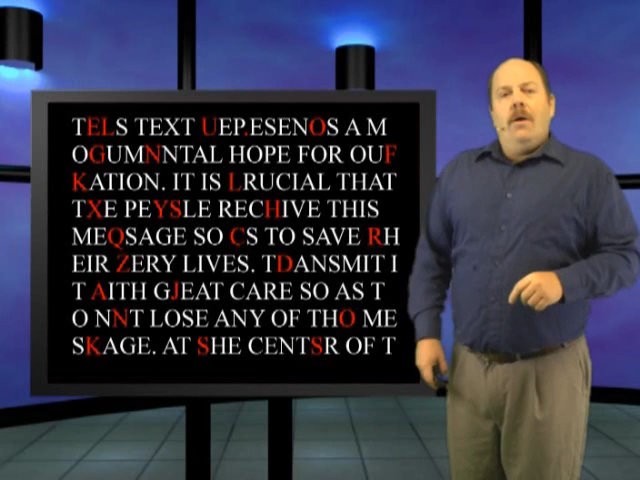 TELS TEXT UEP.ESENOS A M
OGUMNNTAL HOPE FOR OUF
KATION. IT IS LRUCIAL THAT
TXE PEYSLE RECHIVE THIS
MEQSAGE SO CS TO SAVE RH
EIR ZERY LIVES. TDANSMIT I
T AITH GJEAT CARE SO AS T
O NNT LOSE ANY OF THO ME
SKAGE. AT SHE CENTSR OF T